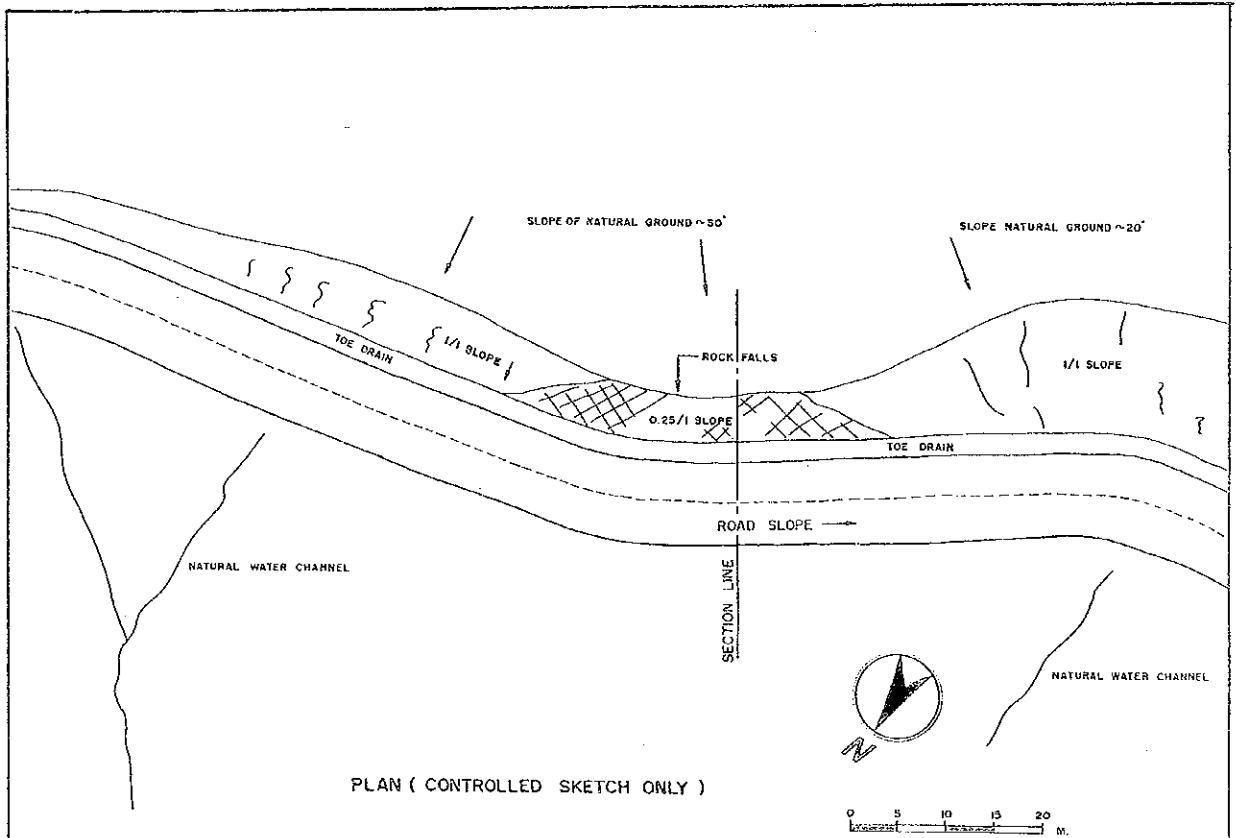 SLOPE OF NATURAL GROUND ~50°
SLOPE NATURAL GROUND ~20°
1/1 SLOPE
TOE DRAIN
ROCK FALLS
1/1 SLOPE
0.25/1 SLOPE
TOE DRAIN
ROAD SLOPE
NATURAL WATER CHANNEL
SECTION LINE
NATURAL WATER CHANNEL
N
PLAN ( CONTROLLED SKETCH ONLY )
0 5 10 15 20
M.